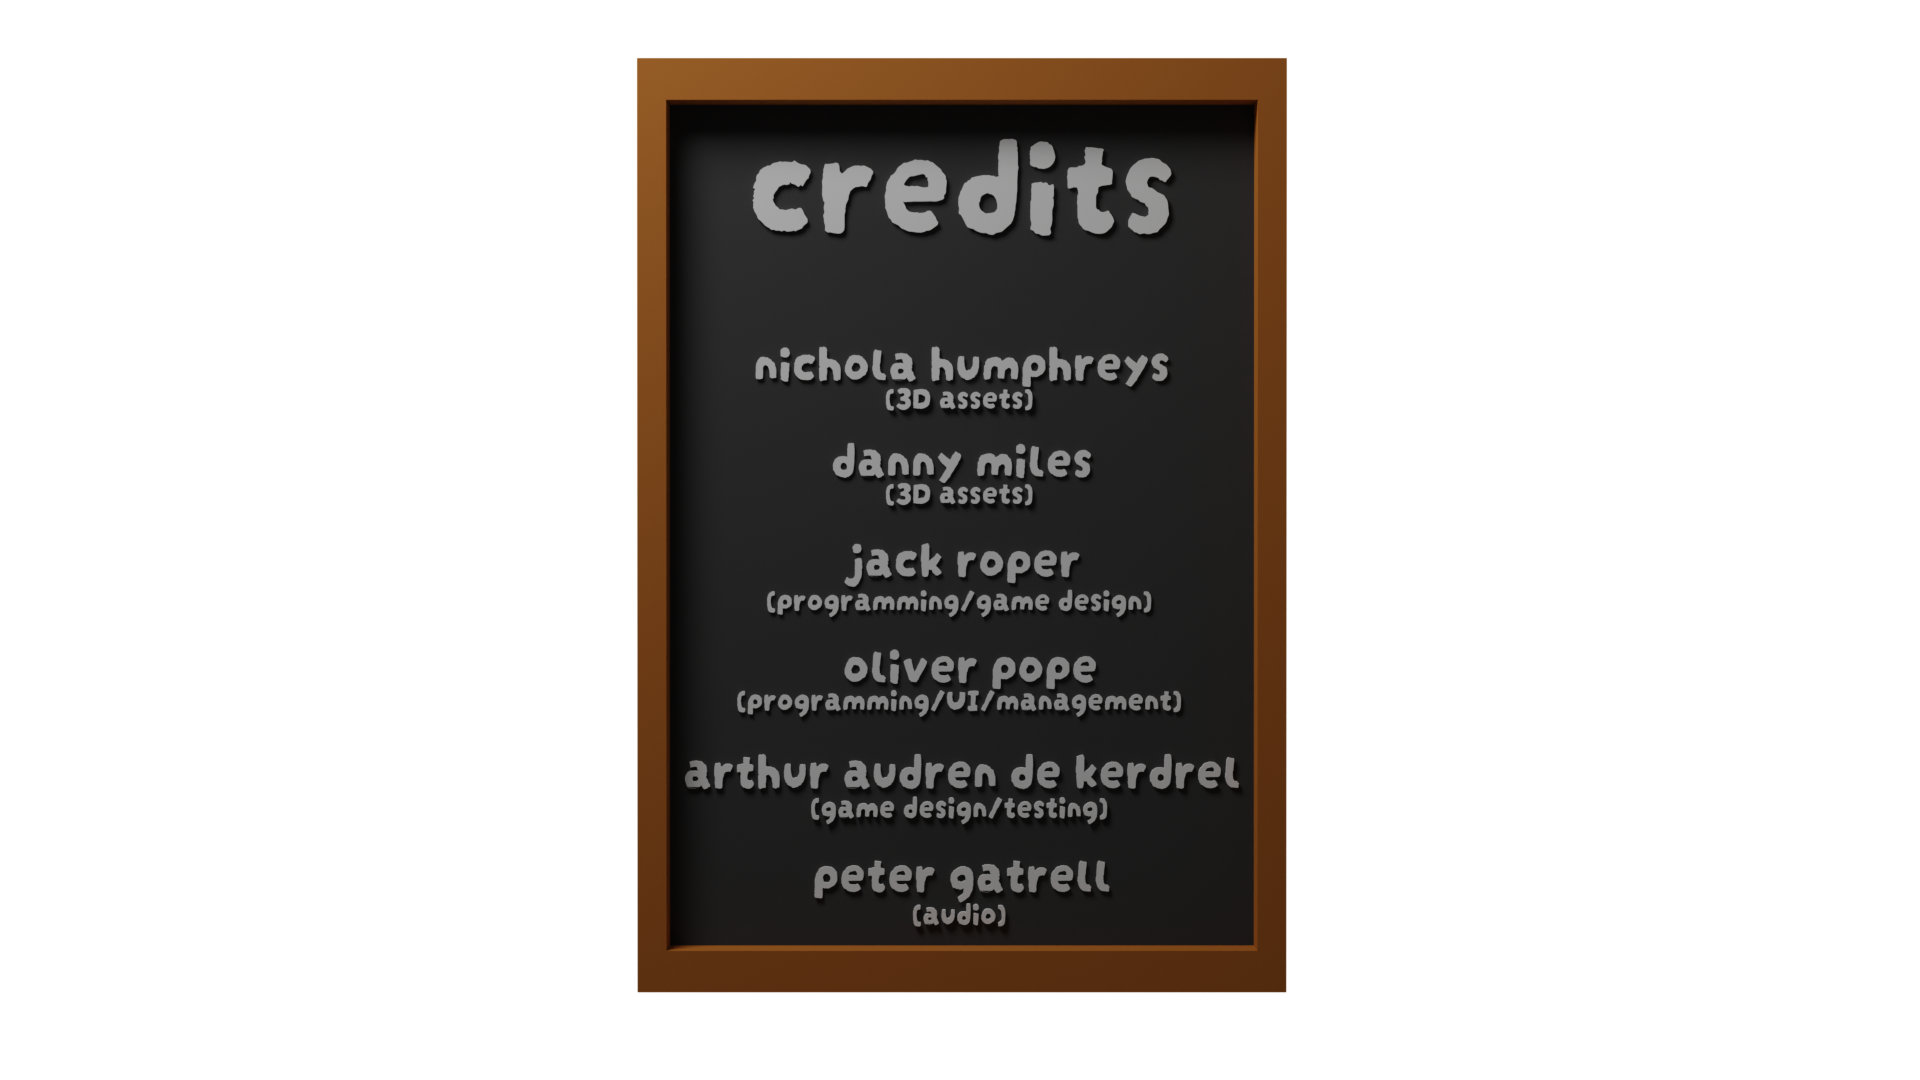 credits
nichola humphreys
(3D assets)
danny miles
(3D assets)
jack roper
(programming/game design)
oliver pope
(programming/UI/management)
arthur audren de kerdrel
(game design/testing)
peter gatrell
(audio)